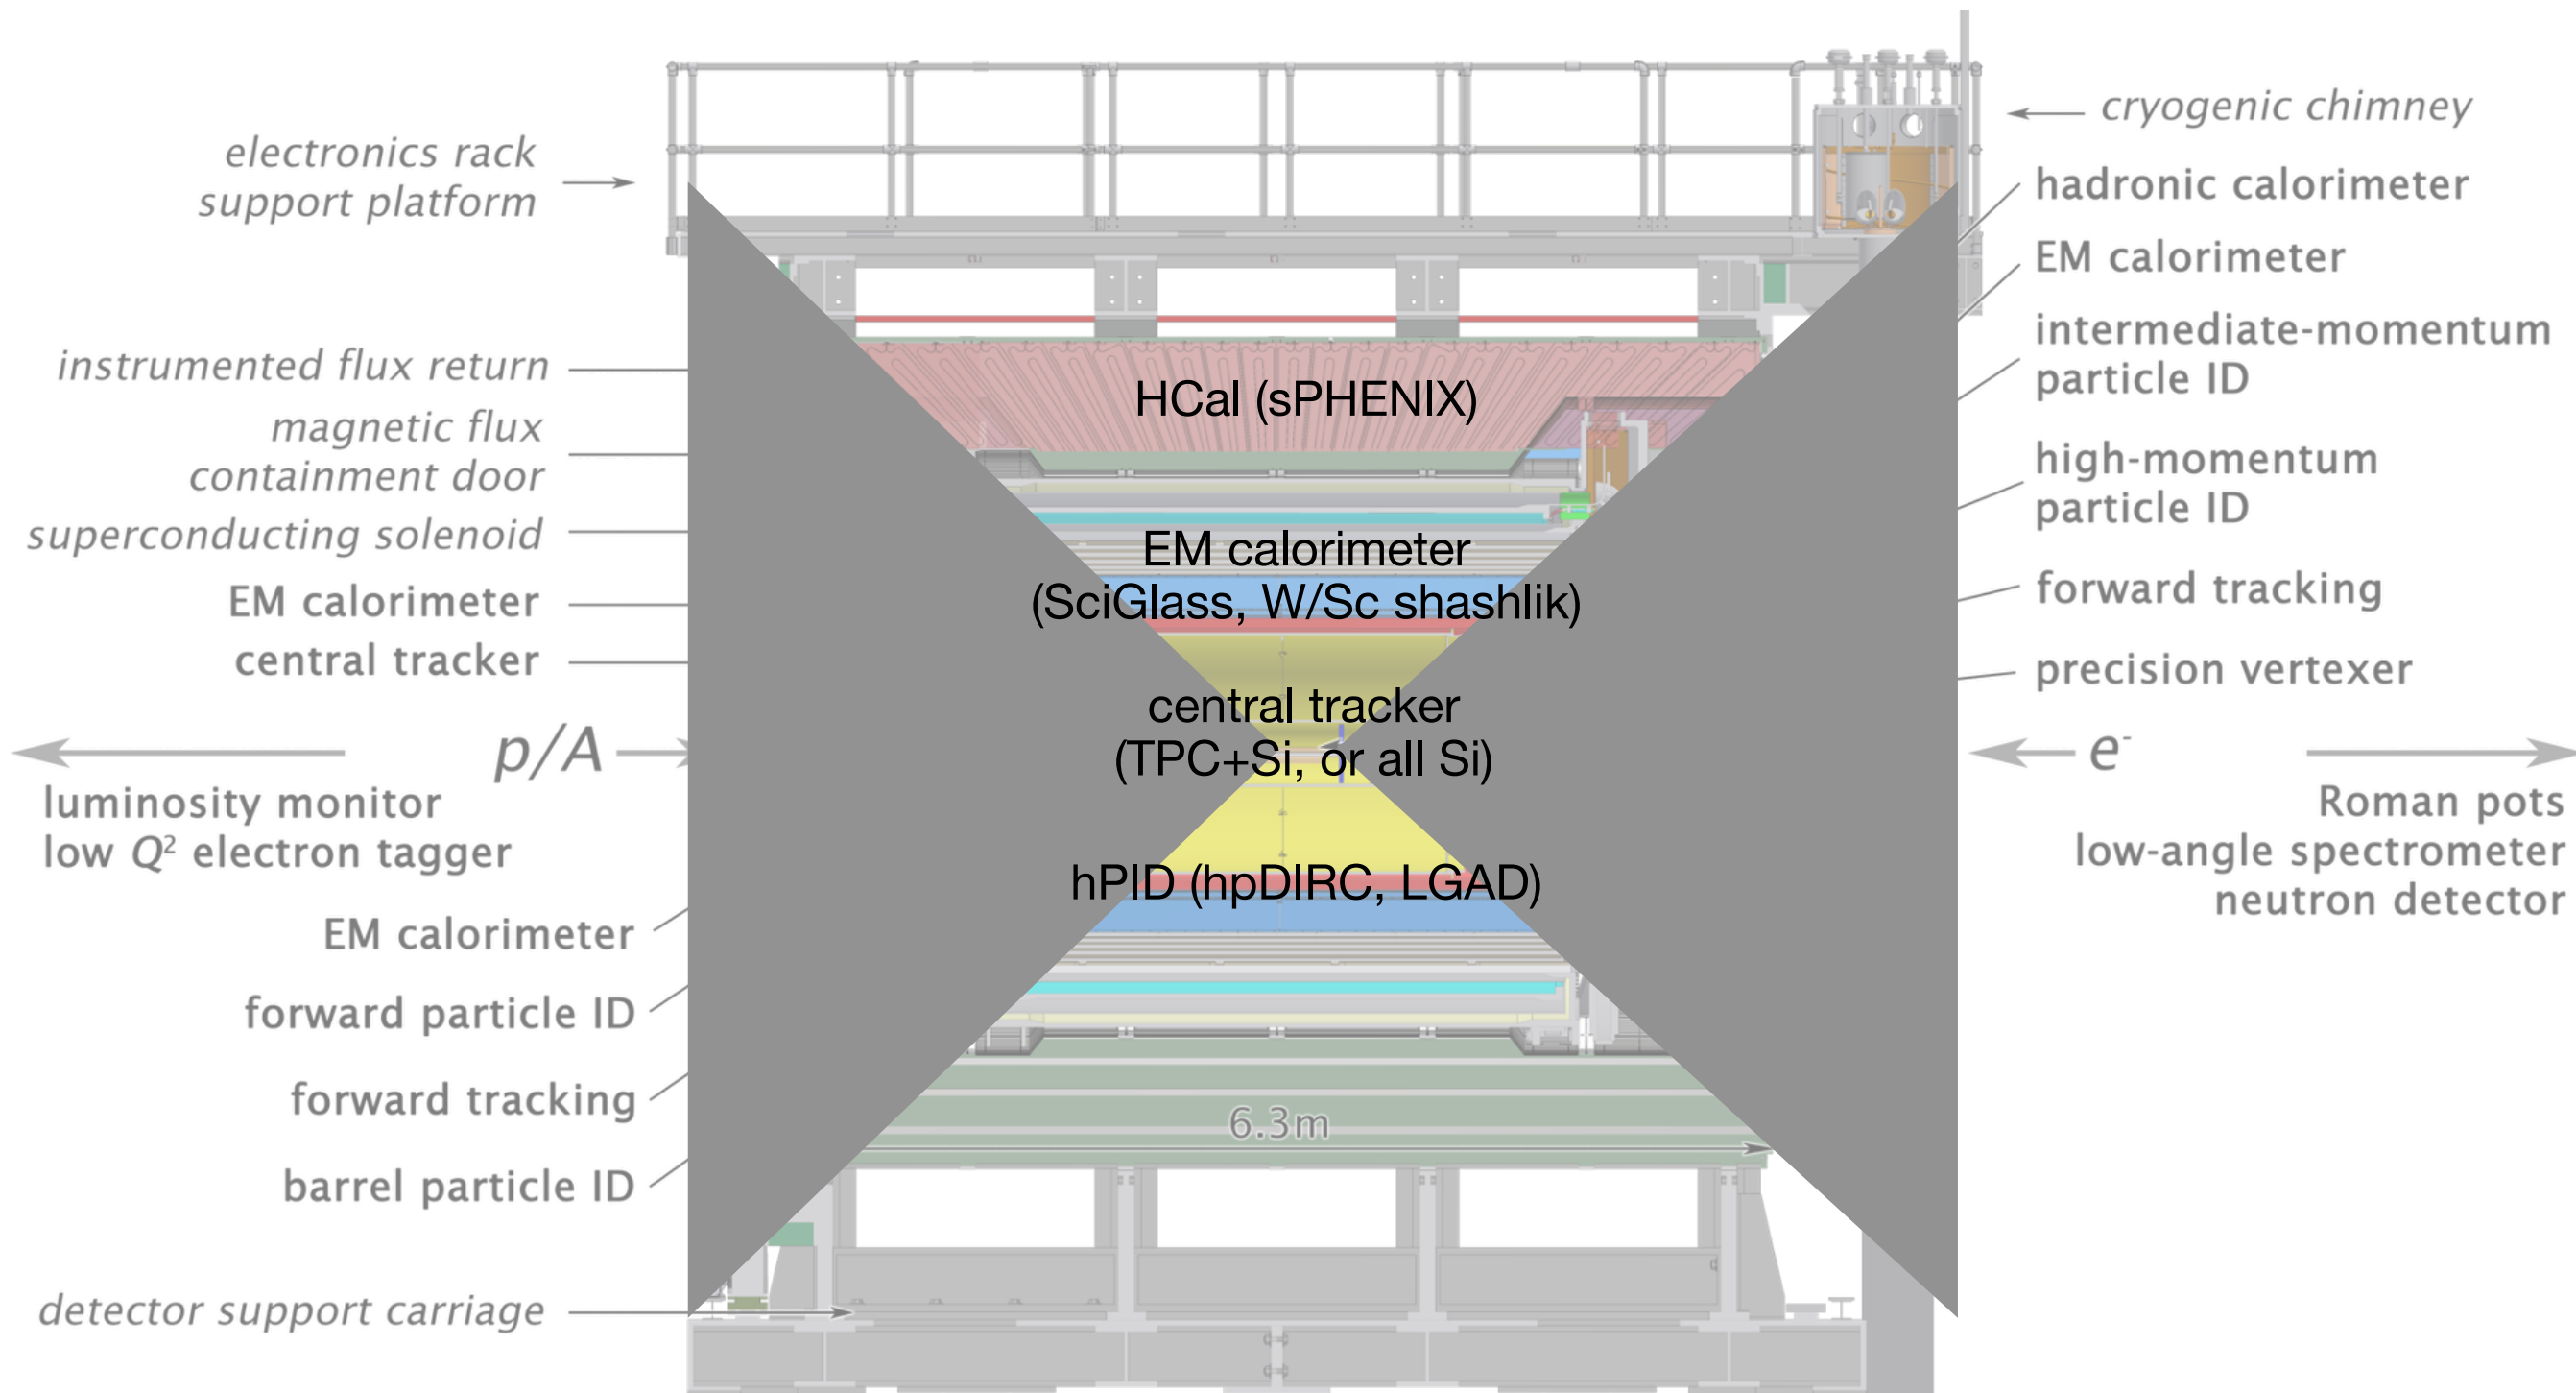 electronics rack
support platform
instrumented flux return
magnetic flux
containment door
superconducting solenoid
EM calorimeter
central tracker
p/A
luminosity monitor
low Q² electron tagger
EM calorimeter
forward particle ID
forward tracking
barrel particle ID
detector support carriage
HCal (sPHENIX)
EM calorimeter
(SciGlass, W/Sc shashlik)
central tracker
(TPC+Si, or all Si)
hPID (hpDIRC, LGAD)
6.3m
cryogenic chimney
hadronic calorimeter
EM calorimeter
intermediate-momentum
particle ID
high-momentum
particle ID
forward tracking
precision vertexer
e⁻
Roman pots
low-angle spectrometer
neutron detector